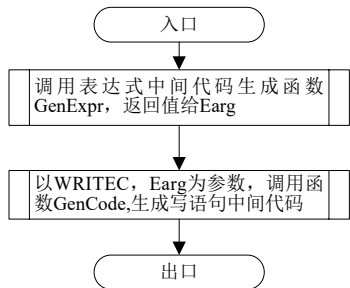 入口
调用表达式中间代码生成函数
GenExpr，返回值给Earg
以WRITEC，Earg为参数，调用函
数GenCode,生成写语句中间代码
出口